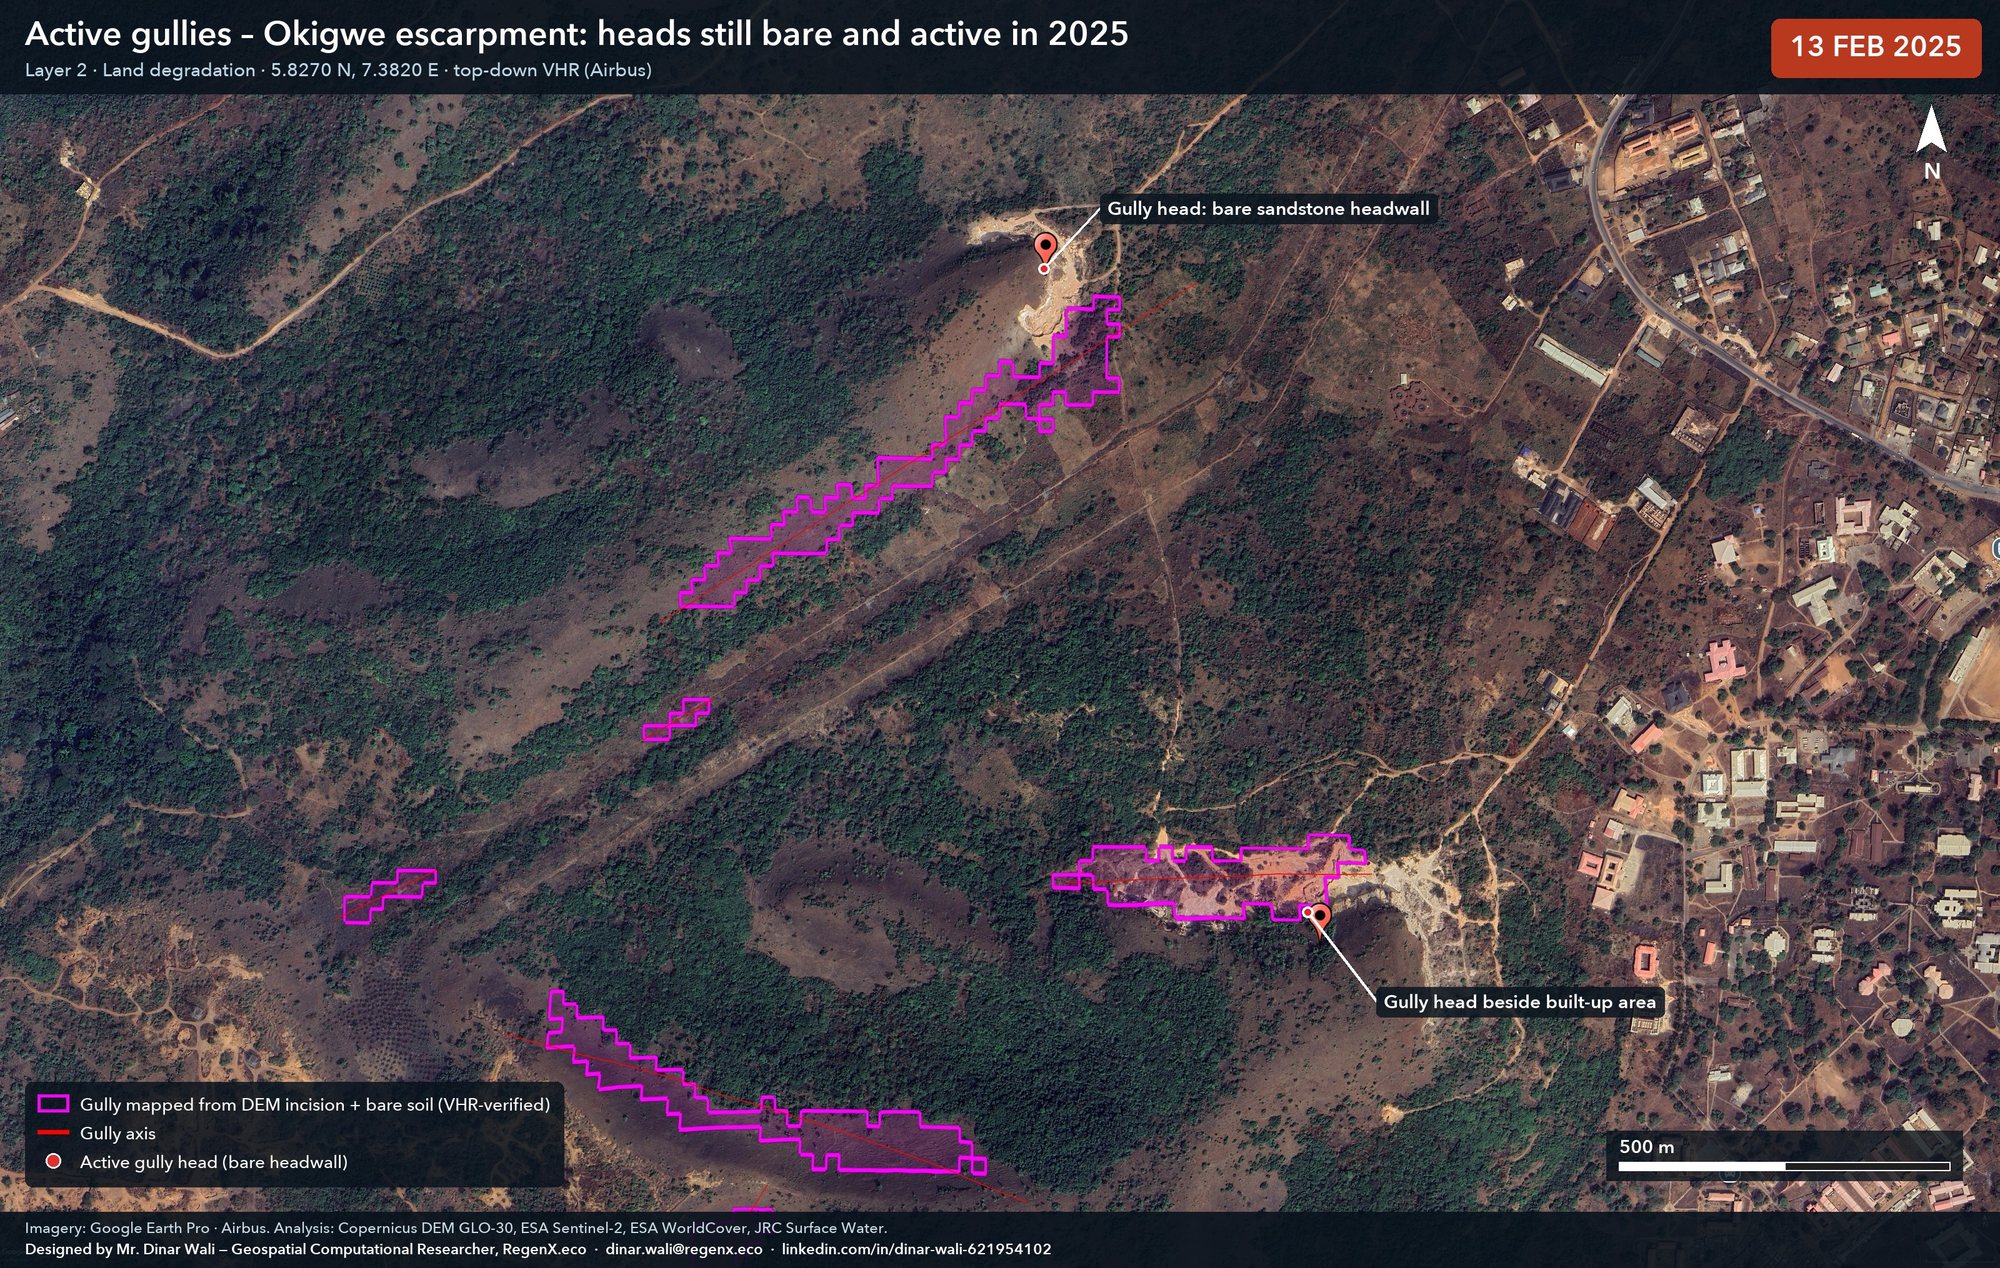 Active gullies – Okigwe escarpment: heads still bare and active in 2025
Layer 2 · Land degradation · 5.8270 N, 7.3820 E · top-down VHR (Airbus)
13 FEB 2025
N
Gully head: bare sandstone headwall
Gully head beside built-up area
Gully mapped from DEM incision + bare soil (VHR-verified)
Gully axis
Active gully head (bare headwall)
500 m
Imagery: Google Earth Pro · Airbus. Analysis: Copernicus DEM GLO-30, ESA Sentinel-2, ESA WorldCover, JRC Surface Water.
Designed by Mr. Dinar Wali – Geospatial Computational Researcher, RegenX.eco · dinar.wali@regenx.eco · linkedin.com/in/dinar-wali-621954102